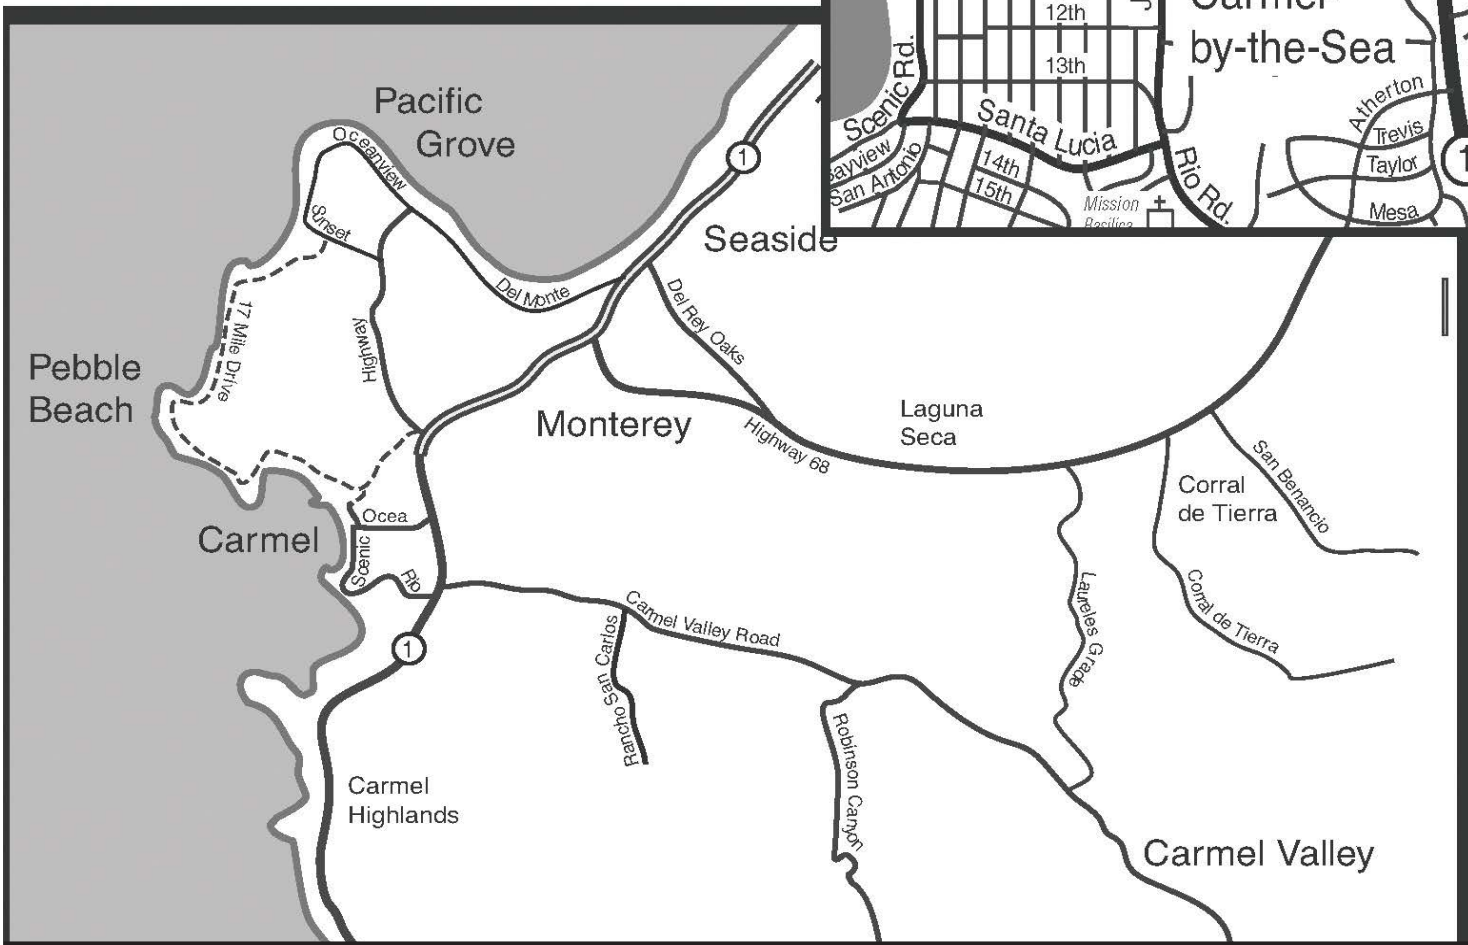 Carmel-
by-the-Sea
12th
13th
Scenic Rd.
Santa Lucia
Atherton
Trevis
Taylor
Mesa
1
San Antonio
14th
15th
Mission
Basilica
Rio Rd.
Pacific
Grove
Oceanview
Sunset
1
Seaside
Del Monte
Del Rey Oaks
17 Mile Drive
Highway
Pebble
Beach
Monterey
Highway 68
Laguna
Seca
Corral
de Tierra
San Benancio
Carmel
Ocea
Scenic
Rio
1
Carmel Valley Road
Rancho San Carlos
Laureles Grade
Corral de Tierra
Robinson Canyon
Carmel
Highlands
Carmel Valley